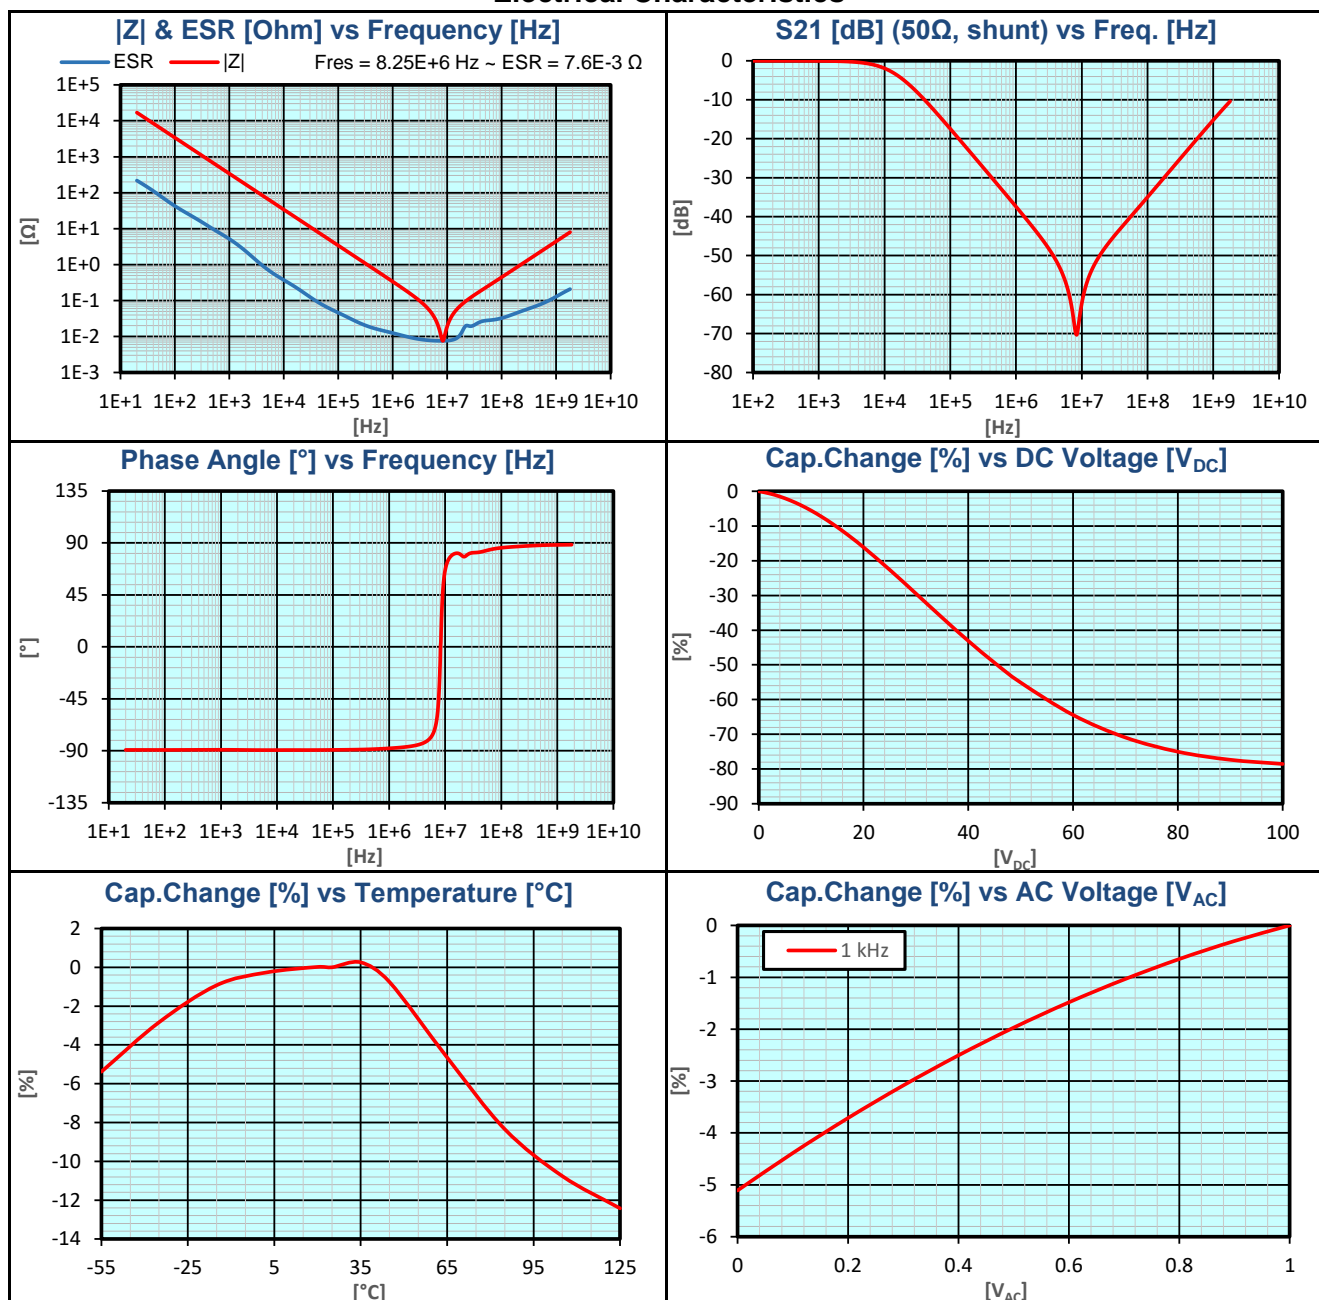 |Z| & ESR [Ohm] vs Frequency [Hz]
ESR |Z| Fres = 8.25E+6 Hz ~ ESR = 7.6E-3 Ω
1E+5
1E+4
1E+3
1E+2
1E+1
1E+0
1E-1
1E-2
1E-3
[Ω]
1E+1 1E+2 1E+3 1E+4 1E+5 1E+6 1E+7 1E+8 1E+9 1E+10
[Hz]
S21 [dB] (50Ω, shunt) vs Freq. [Hz]
0
-10
-20
-30
-40
-50
-60
-70
-80
[dB]
1E+2 1E+3 1E+4 1E+5 1E+6 1E+7 1E+8 1E+9 1E+10
[Hz]
Phase Angle [°] vs Frequency [Hz]
135
90
45
0
-45
-90
-135
[°]
1E+1 1E+2 1E+3 1E+4 1E+5 1E+6 1E+7 1E+8 1E+9 1E+10
[Hz]
Cap.Change [%] vs DC Voltage [VDC]
0
-10
-20
-30
-40
-50
-60
-70
-80
-90
[%]
0 20 40 60 80 100
[VDC]
Cap.Change [%] vs Temperature [°C]
2
0
-2
-4
-6
-8
-10
-12
-14
[%]
-55 -25 5 35 65 95 125
[°C]
Cap.Change [%] vs AC Voltage [VAC]
1 kHz
0
-1
-2
-3
-4
-5
-6
[%]
0 0.2 0.4 0.6 0.8 1
[VAC]